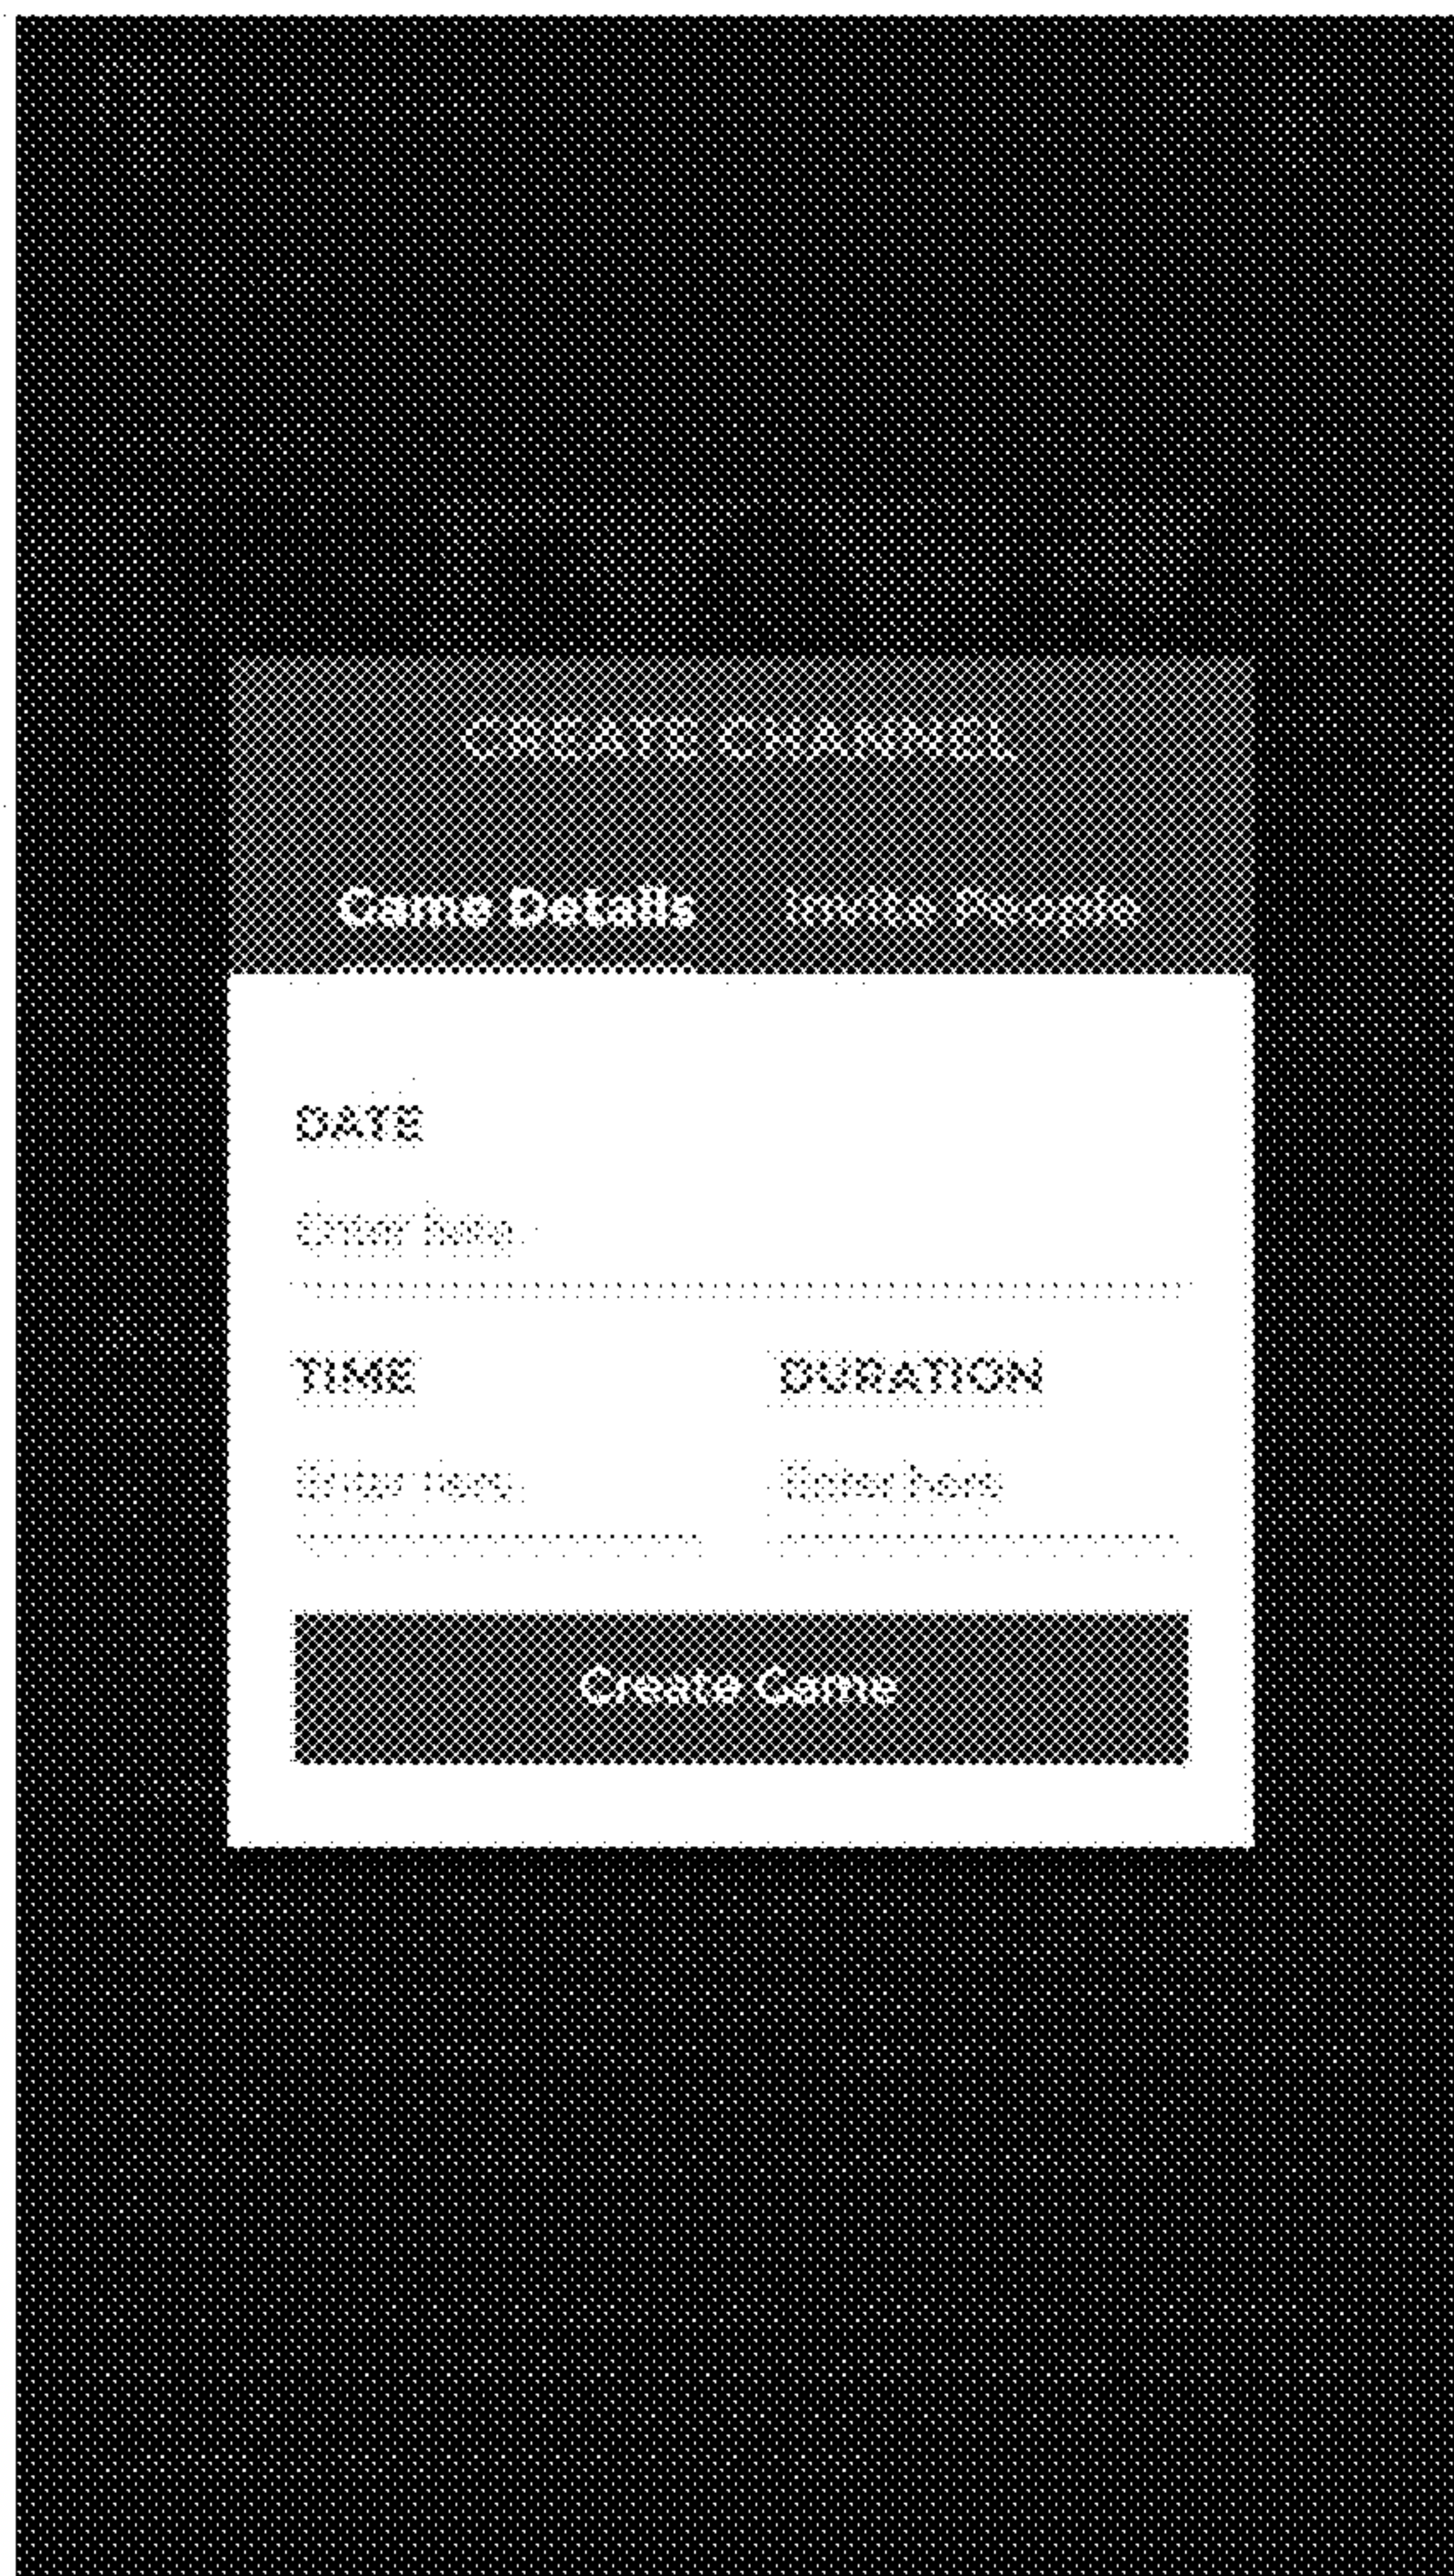 CREATE CHANNEL
Game Details Invite People
DATE
Enter here
TIME DURATION
Enter here Enter here
Create Game